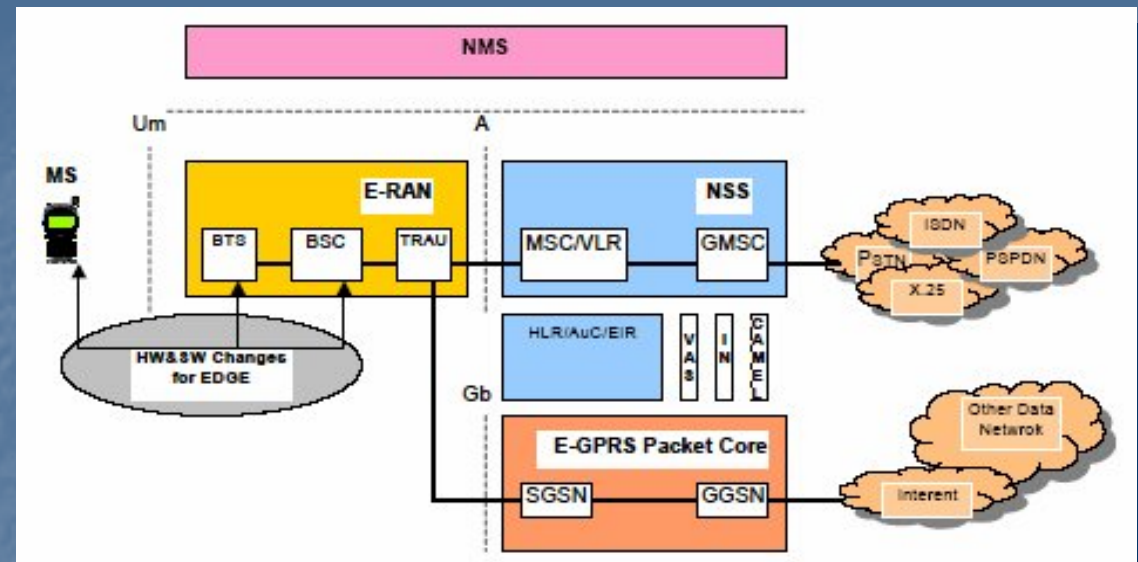 NMS
Um
A
MS
E-RAN
NSS
BTS
BSC
TRAU
MSC/VLR
GMSC
ISDN
PSTN
PSPDN
X.25
HW&SW Changes
for EDGE
HLR/AuC/EIR
VAS
IN
CAMEL
Gb
E-GPRS Packet Core
SGSN
GGSN
Other Data
Netwrok
Interent